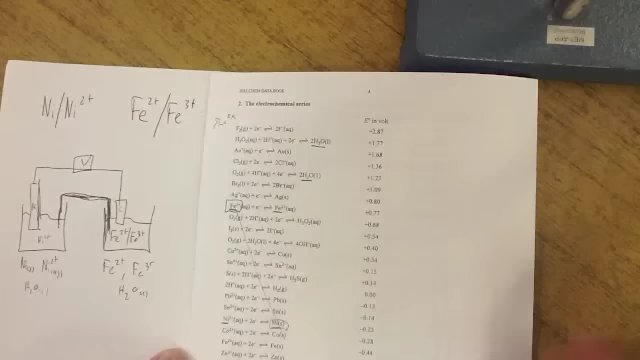 Ni/Ni²⁺
Fe²⁺/Fe³⁺
V
Fe²⁺/Fe³⁺
Fe²⁺, Fe³⁺
H₂O(l)
4
2. The electrochemical series
E° in volt
F₂(g) + 2e⁻ ⇌ 2F⁻(aq) +2.87
H₂O₂(aq) + 2H⁺(aq) + 2e⁻ ⇌ 2H₂O(l) +1.77
Au⁺(aq) + e⁻ ⇌ Au(s) +1.68
Cl₂(g) + 2e⁻ ⇌ 2Cl⁻(aq) +1.36
O₂(g) + 4H⁺(aq) + 4e⁻ ⇌ 2H₂O(l) +1.23
Br₂(l) + 2e⁻ ⇌ 2Br⁻(aq) +1.09
Ag⁺(aq) + e⁻ ⇌ Ag(s) +0.80
Fe³⁺(aq) + e⁻ ⇌ Fe²⁺(aq) +0.77
O₂(g) + 2H⁺(aq) + 2e⁻ ⇌ H₂O₂(aq) +0.68
I₂(s) + 2e⁻ ⇌ 2I⁻(aq) +0.54
O₂(g) + 2H₂O(l) + 4e⁻ ⇌ 4OH⁻(aq) +0.40
Cu²⁺(aq) + 2e⁻ ⇌ Cu(s) +0.34
Sn⁴⁺(aq) + 2e⁻ ⇌ Sn²⁺(aq) +0.15
S(s) + 2H⁺(aq) + 2e⁻ ⇌ H₂S(g) +0.14
2H⁺(aq) + 2e⁻ ⇌ H₂(g) 0.00
Pb²⁺(aq) + 2e⁻ ⇌ Pb(s) -0.13
Sn²⁺(aq) + 2e⁻ ⇌ Sn(s) -0.14
Ni²⁺(aq) + 2e⁻ ⇌ Ni(s) -0.23
Co²⁺(aq) + 2e⁻ ⇌ Co(s) -0.28
Fe²⁺(aq) + 2e⁻ ⇌ Fe(s) -0.44
Zn²⁺(aq) + 2e⁻ ⇌ Zn(s)